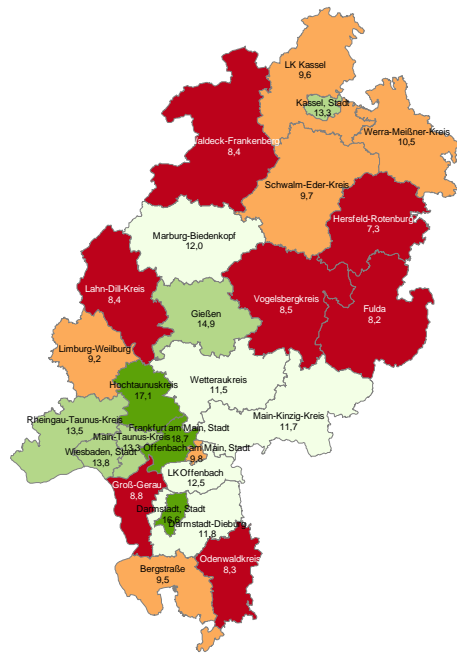 LK Kassel
9,6
Kassel, Stadt
13,3
Werra-Meißner-Kreis
10,5
Waldeck-Frankenberg
8,4
Schwalm-Eder-Kreis
9,7
Hersfeld-Rotenburg
7,3
Marburg-Biedenkopf
12,0
Lahn-Dill-Kreis
8,4
Vogelsbergkreis
8,5
Fulda
8,2
Gießen
14,9
Limburg-Weilburg
9,2
Wetteraukreis
11,5
Hochtaunuskreis
17,1
Main-Kinzig-Kreis
11,7
Rheingau-Taunus-Kreis
13,5
Frankfurt am Main, Stadt
18,7
Main-Taunus-Kreis
13,3
Offenbach am Main, Stadt
9,8
Wiesbaden, Stadt
13,8
LK Offenbach
12,5
Groß-Gerau
8,8
Darmstadt, Stadt
16,6
Darmstadt-Dieburg
11,8
Odenwaldkreis
8,3
Bergstraße
9,5